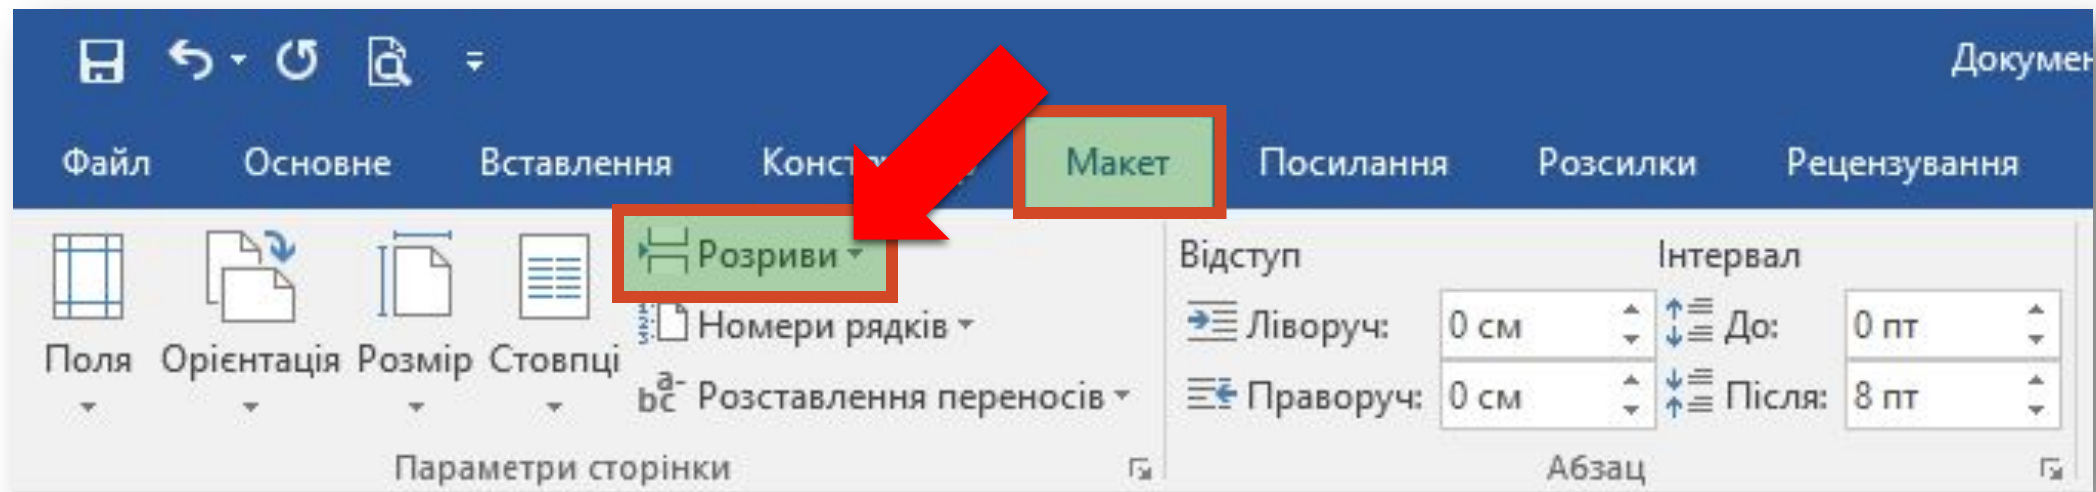 Докумен
Файл Основне Вставлення Конст Макет Посилання Розсилки Рецензування
Розриви Відступ Інтервал
Номери рядків Ліворуч: 0 см До: 0 пт
Поля Орієнтація Розмір Стовпці
Розставлення переносів Праворуч: 0 см Після: 8 пт
Параметри сторінки Абзац